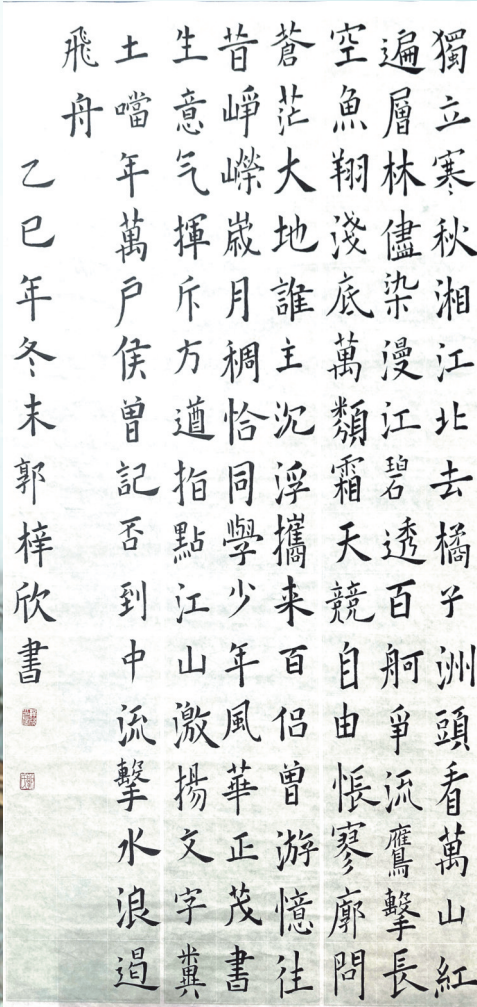 獨立寒秋湘江北去橘子洲頭看萬山紅
遍層林儘染漫江碧透百舸爭流鷹擊長
空魚翔淺底萬類霜天競自由悵寥廓問
蒼茫大地誰主沉浮攜来百侣曾游憶往
昔崢嶸嵗月稠恰同學少年風華正茂書
生意气揮斥方遒指點江山激揚文字糞
土噹年萬户侯曾記否到中流擊水浪遏
飛舟
乙巳年冬末郭梓欣書